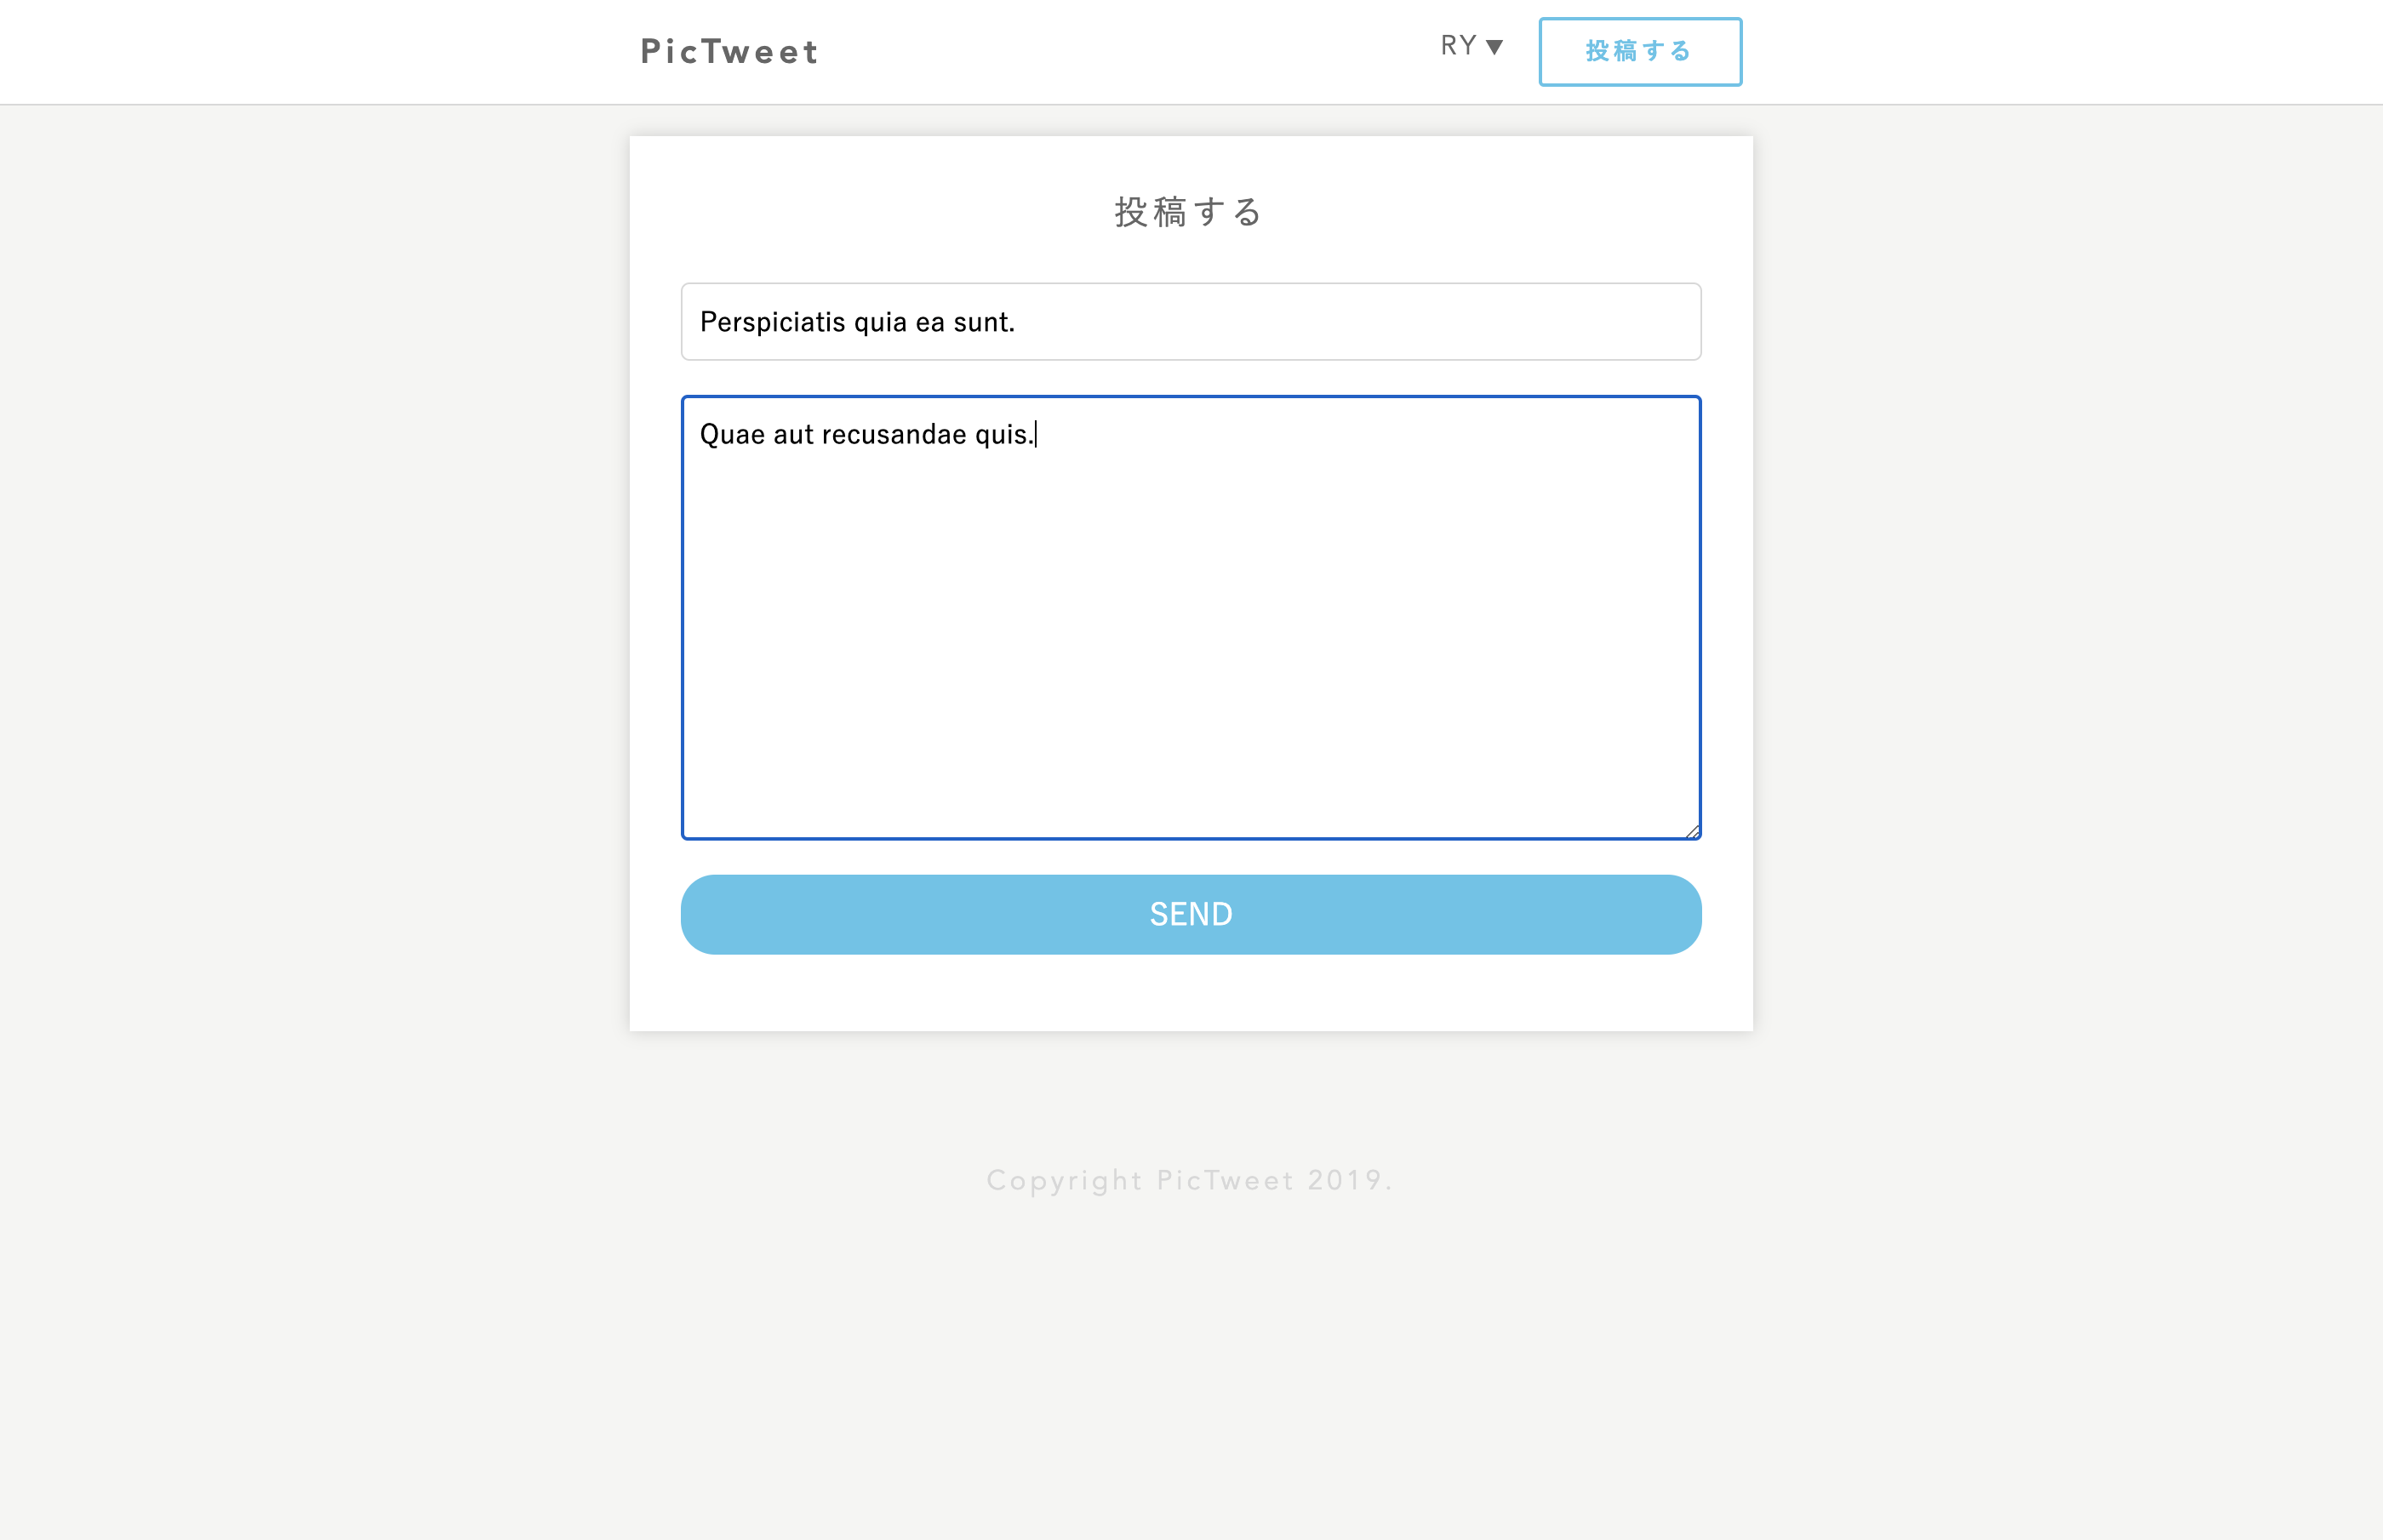 PicTweet
RY ▼
投稿する
投稿する
Perspiciatis quia ea sunt.
Quae aut recusandae quis.
SEND
Copyright PicTweet 2019.